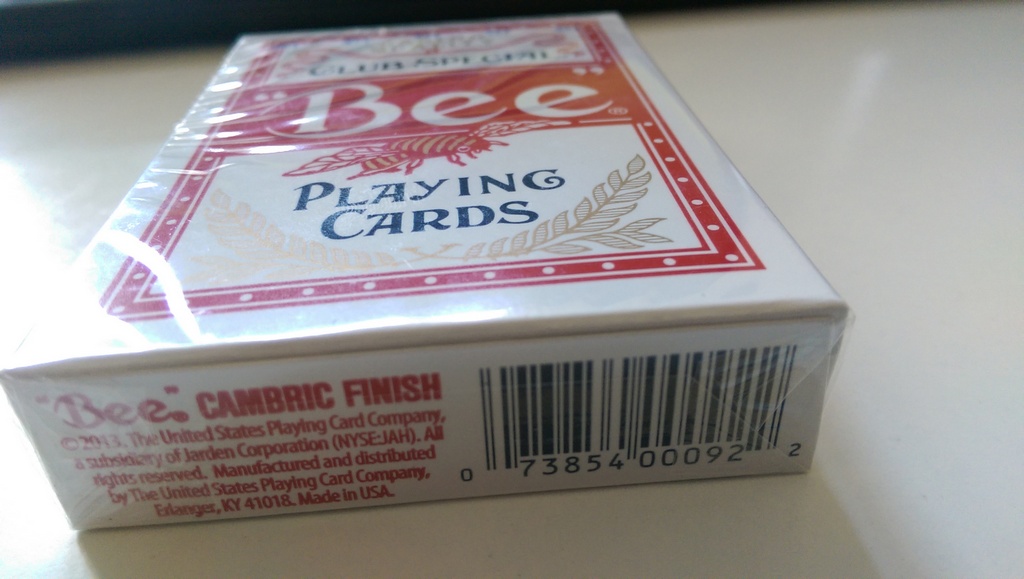 CLUB SPECIAL
"Bee"®
PLAYING
CARDS
"Bee"® CAMBRIC FINISH
©2013. The United States Playing Card Company,
a subsidiary of Jarden Corporation (NYSE:JAH). All
rights reserved. Manufactured and distributed
by The United States Playing Card Company,
Erlanger, KY 41018. Made in USA.
0 73854 00092 2